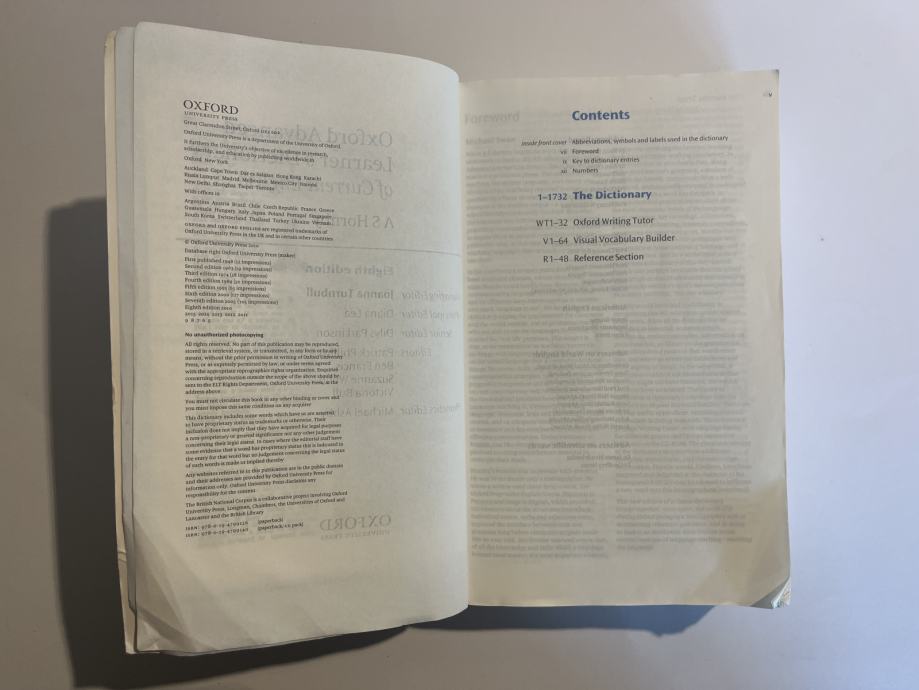 OXFORD
UNIVERSITY PRESS
Great Clarendon Street, Oxford OX2 6DP
Oxford University Press is a department of the University of Oxford.
It furthers the University's objective of excellence in research,
scholarship, and education by publishing worldwide in
Oxford New York
Auckland Cape Town Dar es Salaam Hong Kong Karachi
Kuala Lumpur Madrid Melbourne Mexico City Nairobi
New Delhi Shanghai Taipei Toronto
With offices in
Argentina Austria Brazil Chile Czech Republic France Greece
Guatemala Hungary Italy Japan Poland Portugal Singapore
South Korea Switzerland Thailand Turkey Ukraine Vietnam
OXFORD and OXFORD ENGLISH are registered trademarks of
Oxford University Press in the UK and in certain other countries
© Oxford University Press 2010
Database right Oxford University Press (maker)
First published 1948 (12 impressions)
Second edition 1963 (19 impressions)
Third edition 1974 (28 impressions)
Fourth edition 1989 (50 impressions)
Fifth edition 1995 (65 impressions)
Sixth edition 2000 (117 impressions)
Seventh edition 2005 impressions)
Eighth edition 2010
2015 2014 2013 2012 2011
9 8 7 6 5
No unauthorized photocopying
All rights reserved. No part of this publication may be reproduced,
stored in a retrieval system, or transmitted, in any form or by any
means, without the prior permission in writing of Oxford University
Press, or as expressly permitted by law, or under terms agreed
with the appropriate reprographics rights organization. Enquiries
concerning reproduction outside the scope of the above should be
sent to the ELT Rights Department, Oxford University Press, at the
address above
You must not circulate this book in any other binding or cover and
you must impose this same condition on any acquirer
This dictionary includes some words which have or are asserted
to have proprietary status as trademarks or otherwise. Their
inclusion does not imply that they have acquired for legal purposes
a non-proprietary or general significance nor any other judgement
concerning their legal status. In cases where the editorial staff have
some evidence that a word has proprietary status this is indicated in
the entry for that word but no judgement concerning the legal status
of such words is made or implied thereby
Any websites referred to in this publication are in the public domain
and their addresses are provided by Oxford University Press for
information only. Oxford University Press disclaims any
responsibility for the content
The British National Corpus is a collaborative project involving Oxford
University Press, Longman, Chambers, the Universities of Oxford and
Lancaster and the British Library
ISBN: (paperback)
ISBN: (paperback/CD pack)
v
Contents
inside front cover Abbreviations, symbols and labels used in the dictionary
vii Foreword
ix Key to dictionary entries
xii Numbers
1–1732 The Dictionary
WT1–32 Oxford Writing Tutor
V1–64 Visual Vocabulary Builder
R1–48 Reference Section